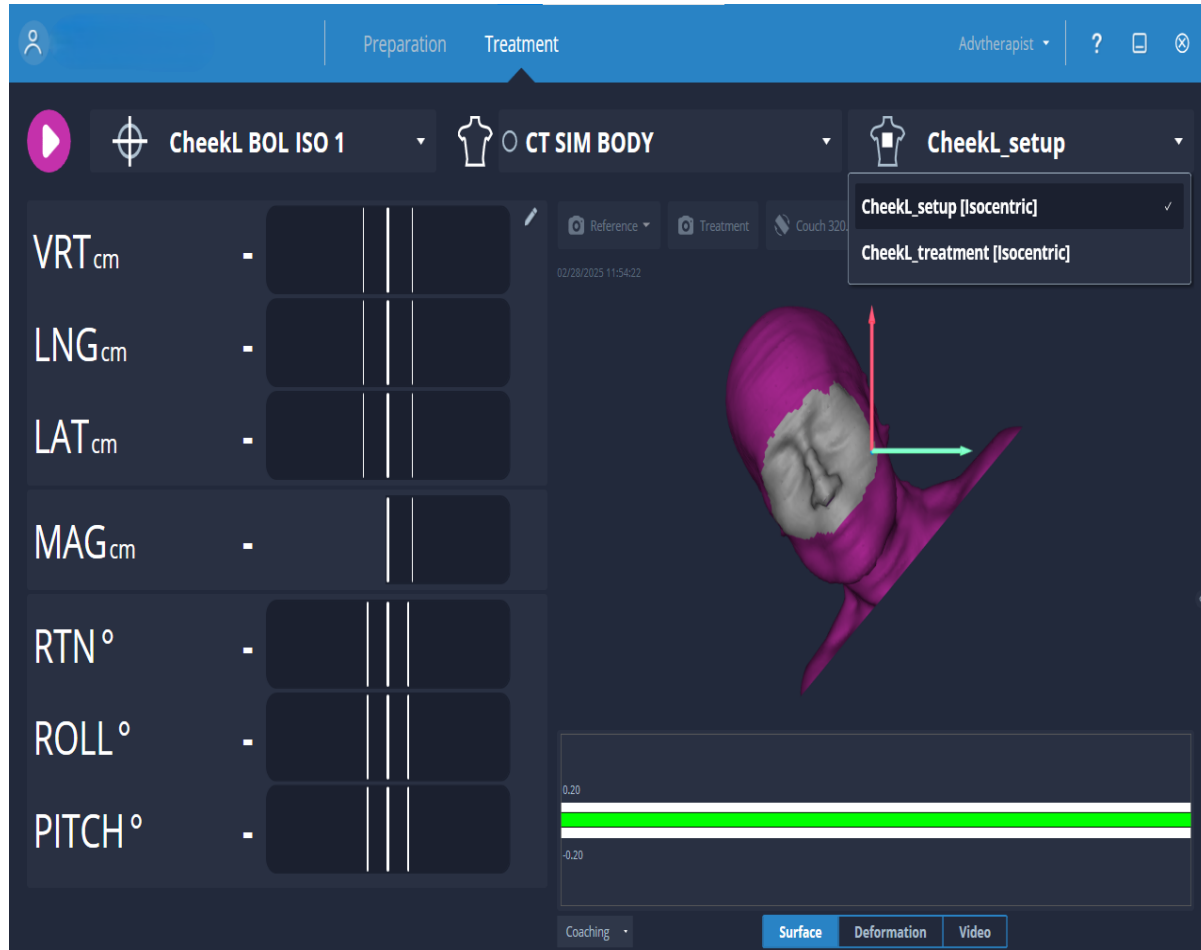 Preparation
Treatment
Advtherapist
?
CheekL BOL ISO 1
CT SIM BODY
CheekL_setup
CheekL_setup [Isocentric]
CheekL_treatment [Isocentric]
VRT cm -
LNG cm -
LAT cm -
MAG cm -
RTN° -
ROLL° -
PITCH° -
Reference
Treatment
Couch 320.
02/28/2025 11:54:22
0.20
-0.20
Coaching
Surface
Deformation
Video